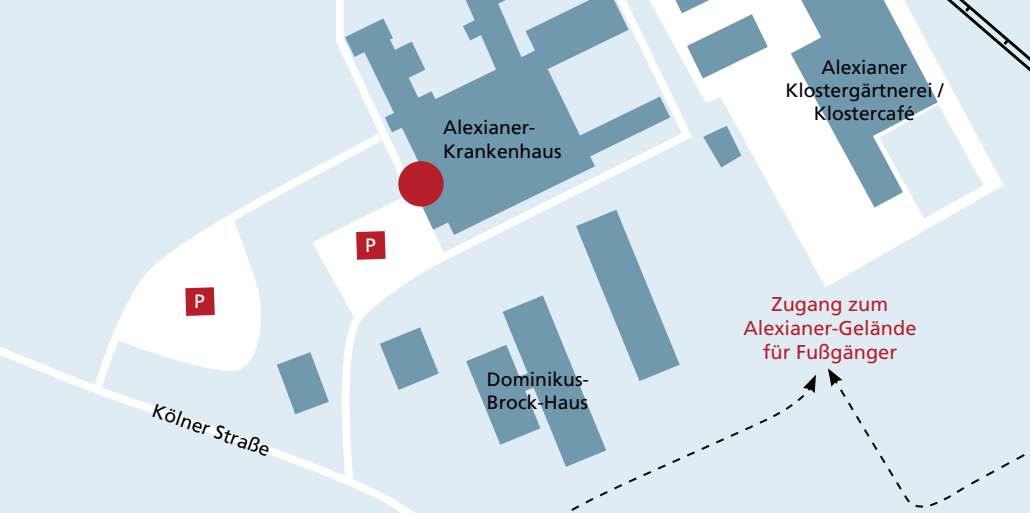 Alexianer
Klostergärtnerei /
Klostercafé
Alexianer-
Krankenhaus
P
P
Zugang zum
Alexianer-Gelände
für Fußgänger
Dominikus-
Brock-Haus
Kölner Straße